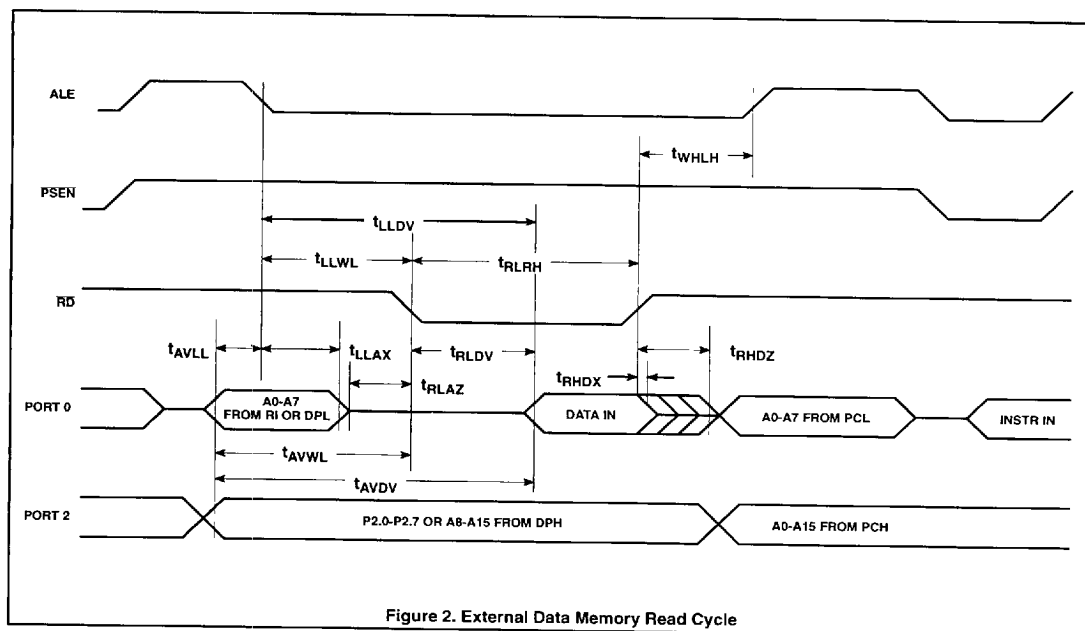 ALE
tWHLH
PSEN
tLLDV
tLLWL
tRLRH
RD
tAVLL
tLLAX
tRLDV
tRHDZ
tRLAZ
tRHDX
PORT 0
A0-A7
FROM RI OR DPL
DATA IN
A0-A7 FROM PCL
INSTR IN
tAVWL
tAVDV
PORT 2
P2.0-P2.7 OR A8-A15 FROM DPH
A0-A15 FROM PCH
Figure 2. External Data Memory Read Cycle